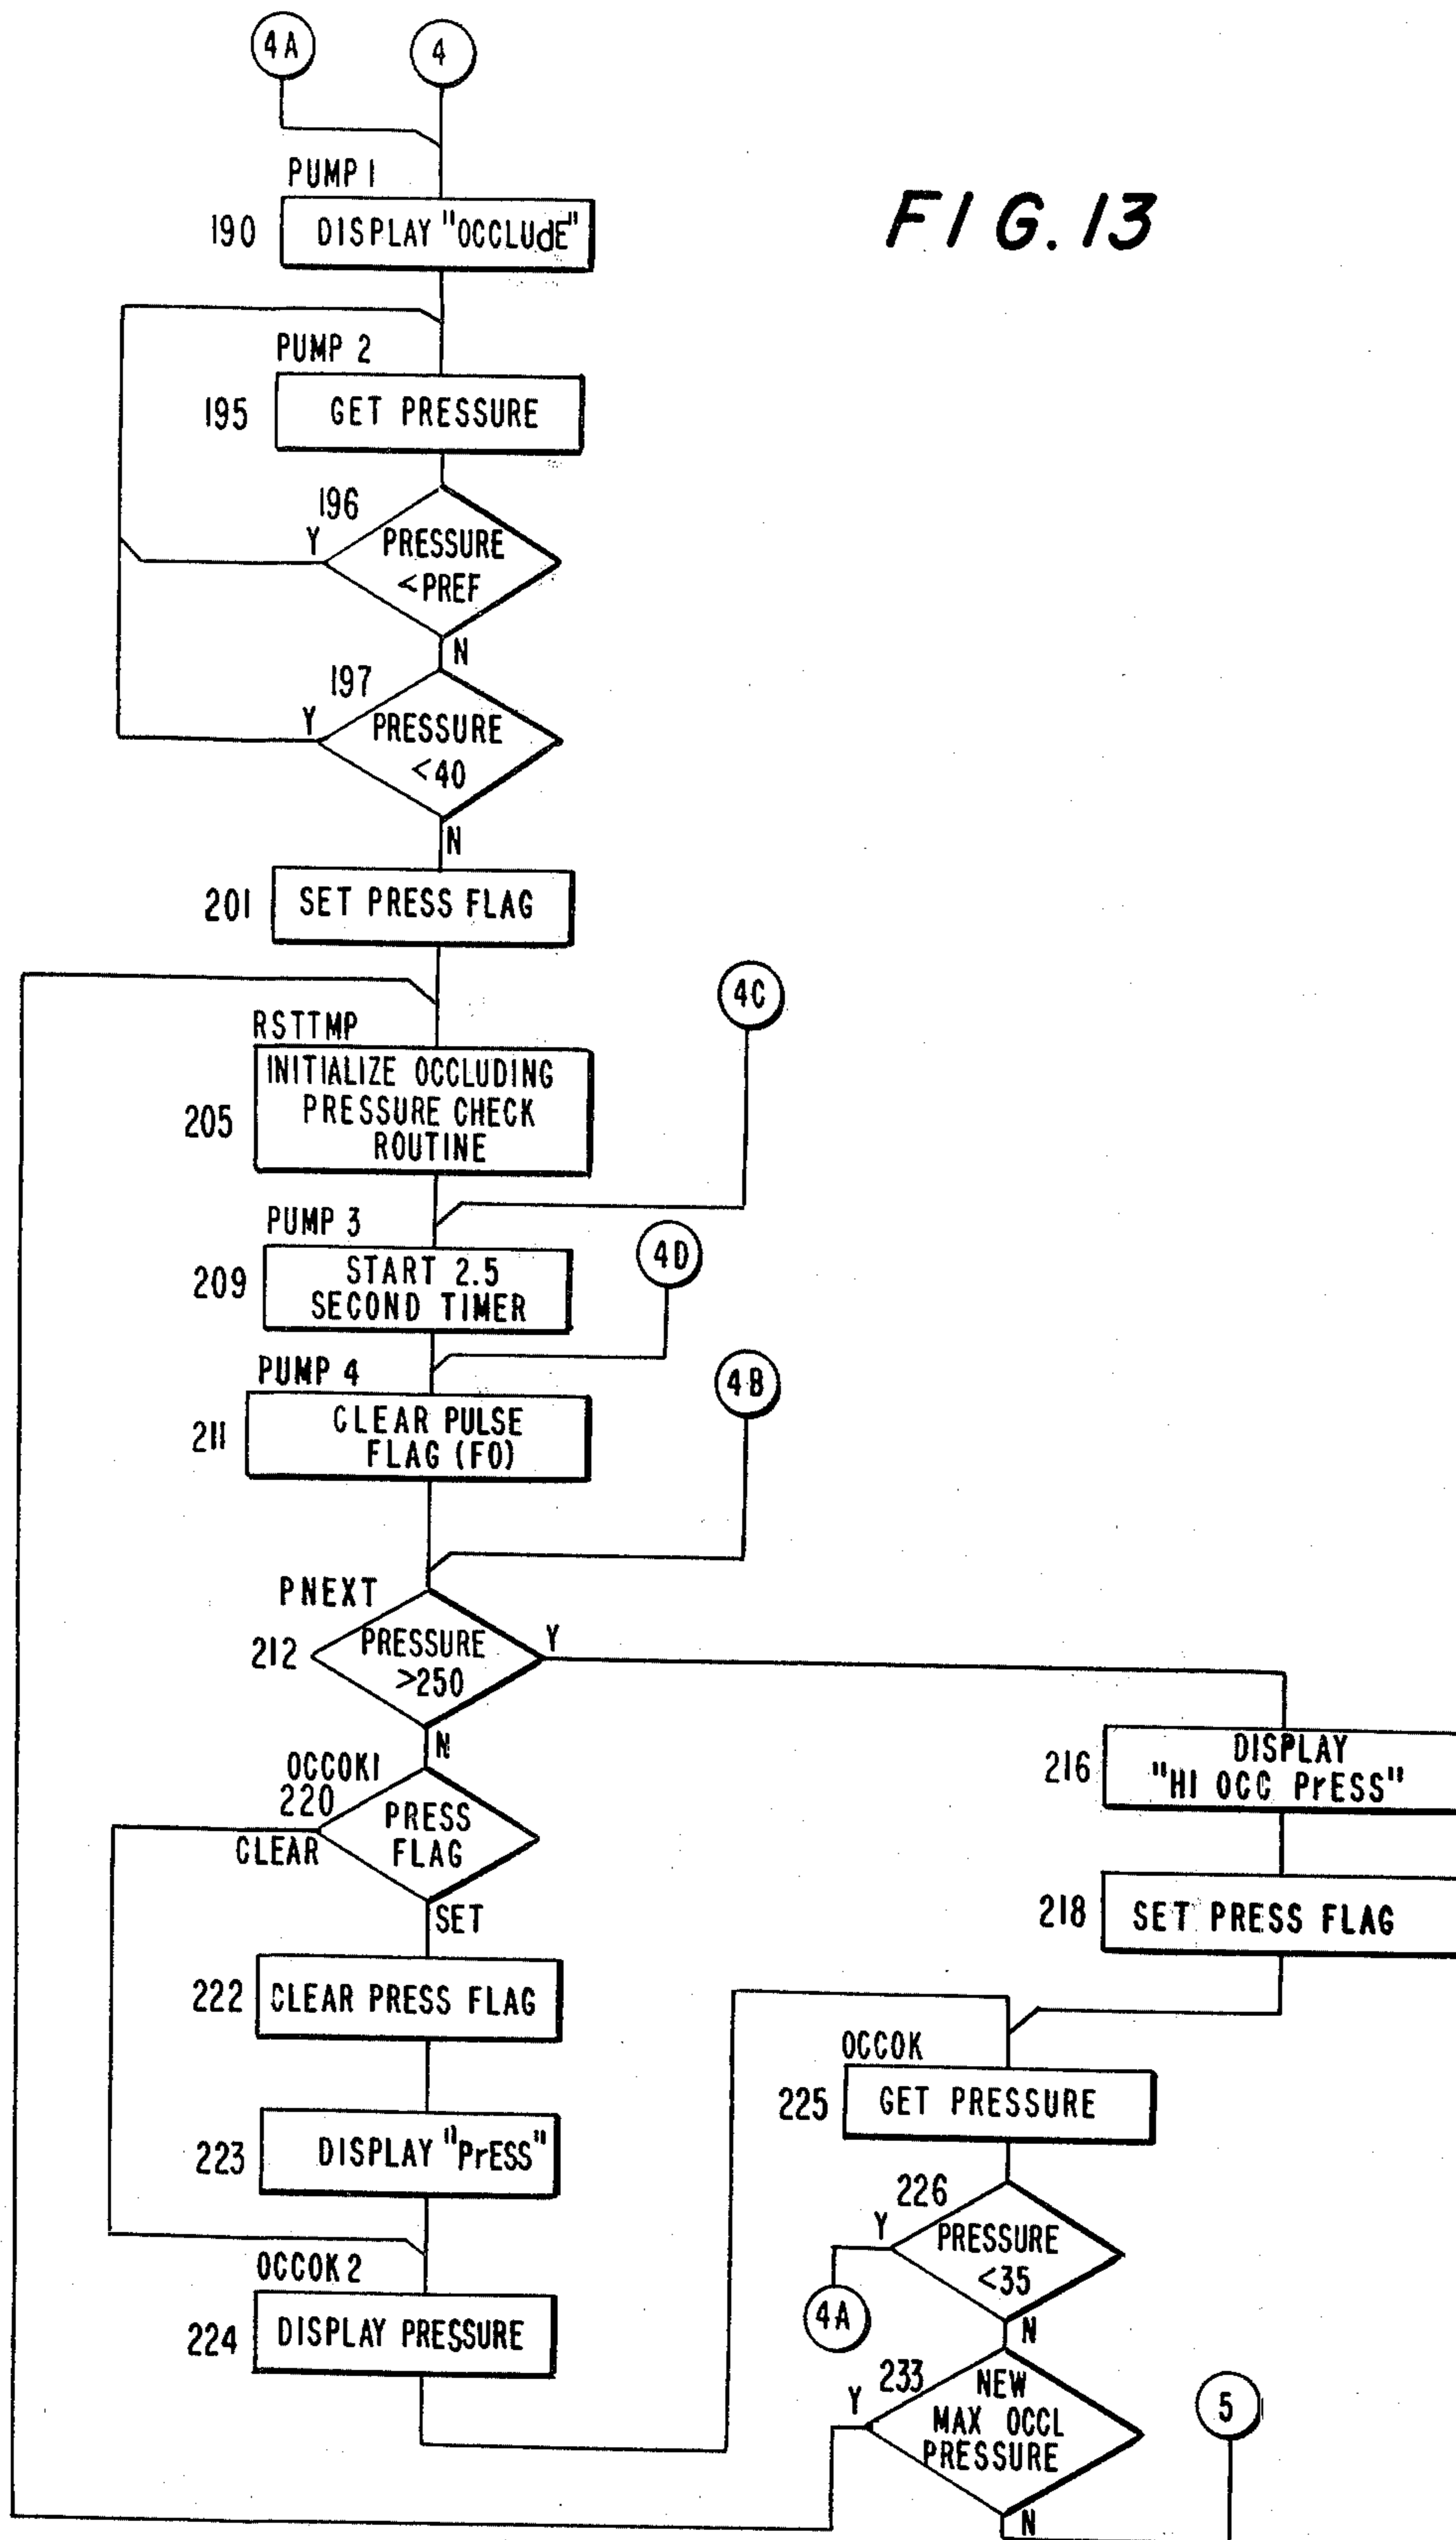 4A
4
FIG. 13
PUMP 1
190
DISPLAY "OCCLUdE"
PUMP 2
195
GET PRESSURE
196
Y
PRESSURE
<PREF
N
197
Y
PRESSURE
<40
N
201
SET PRESS FLAG
4C
RSTTMP
205
INITIALIZE OCCLUDING
PRESSURE CHECK
ROUTINE
PUMP 3
4D
209
START 2.5
SECOND TIMER
PUMP 4
4B
211
CLEAR PULSE
FLAG (F0)
PNEXT
212
PRESSURE
>250
Y
N
216
DISPLAY
"HI OCC PrESS"
OCCOK1
220
PRESS
FLAG
CLEAR
SET
218
SET PRESS FLAG
222
CLEAR PRESS FLAG
OCCOK
225
GET PRESSURE
223
DISPLAY "PrESS"
226
Y
PRESSURE
<35
4A
N
OCCOK 2
224
DISPLAY PRESSURE
233
Y
NEW
MAX OCCL
PRESSURE
N
5